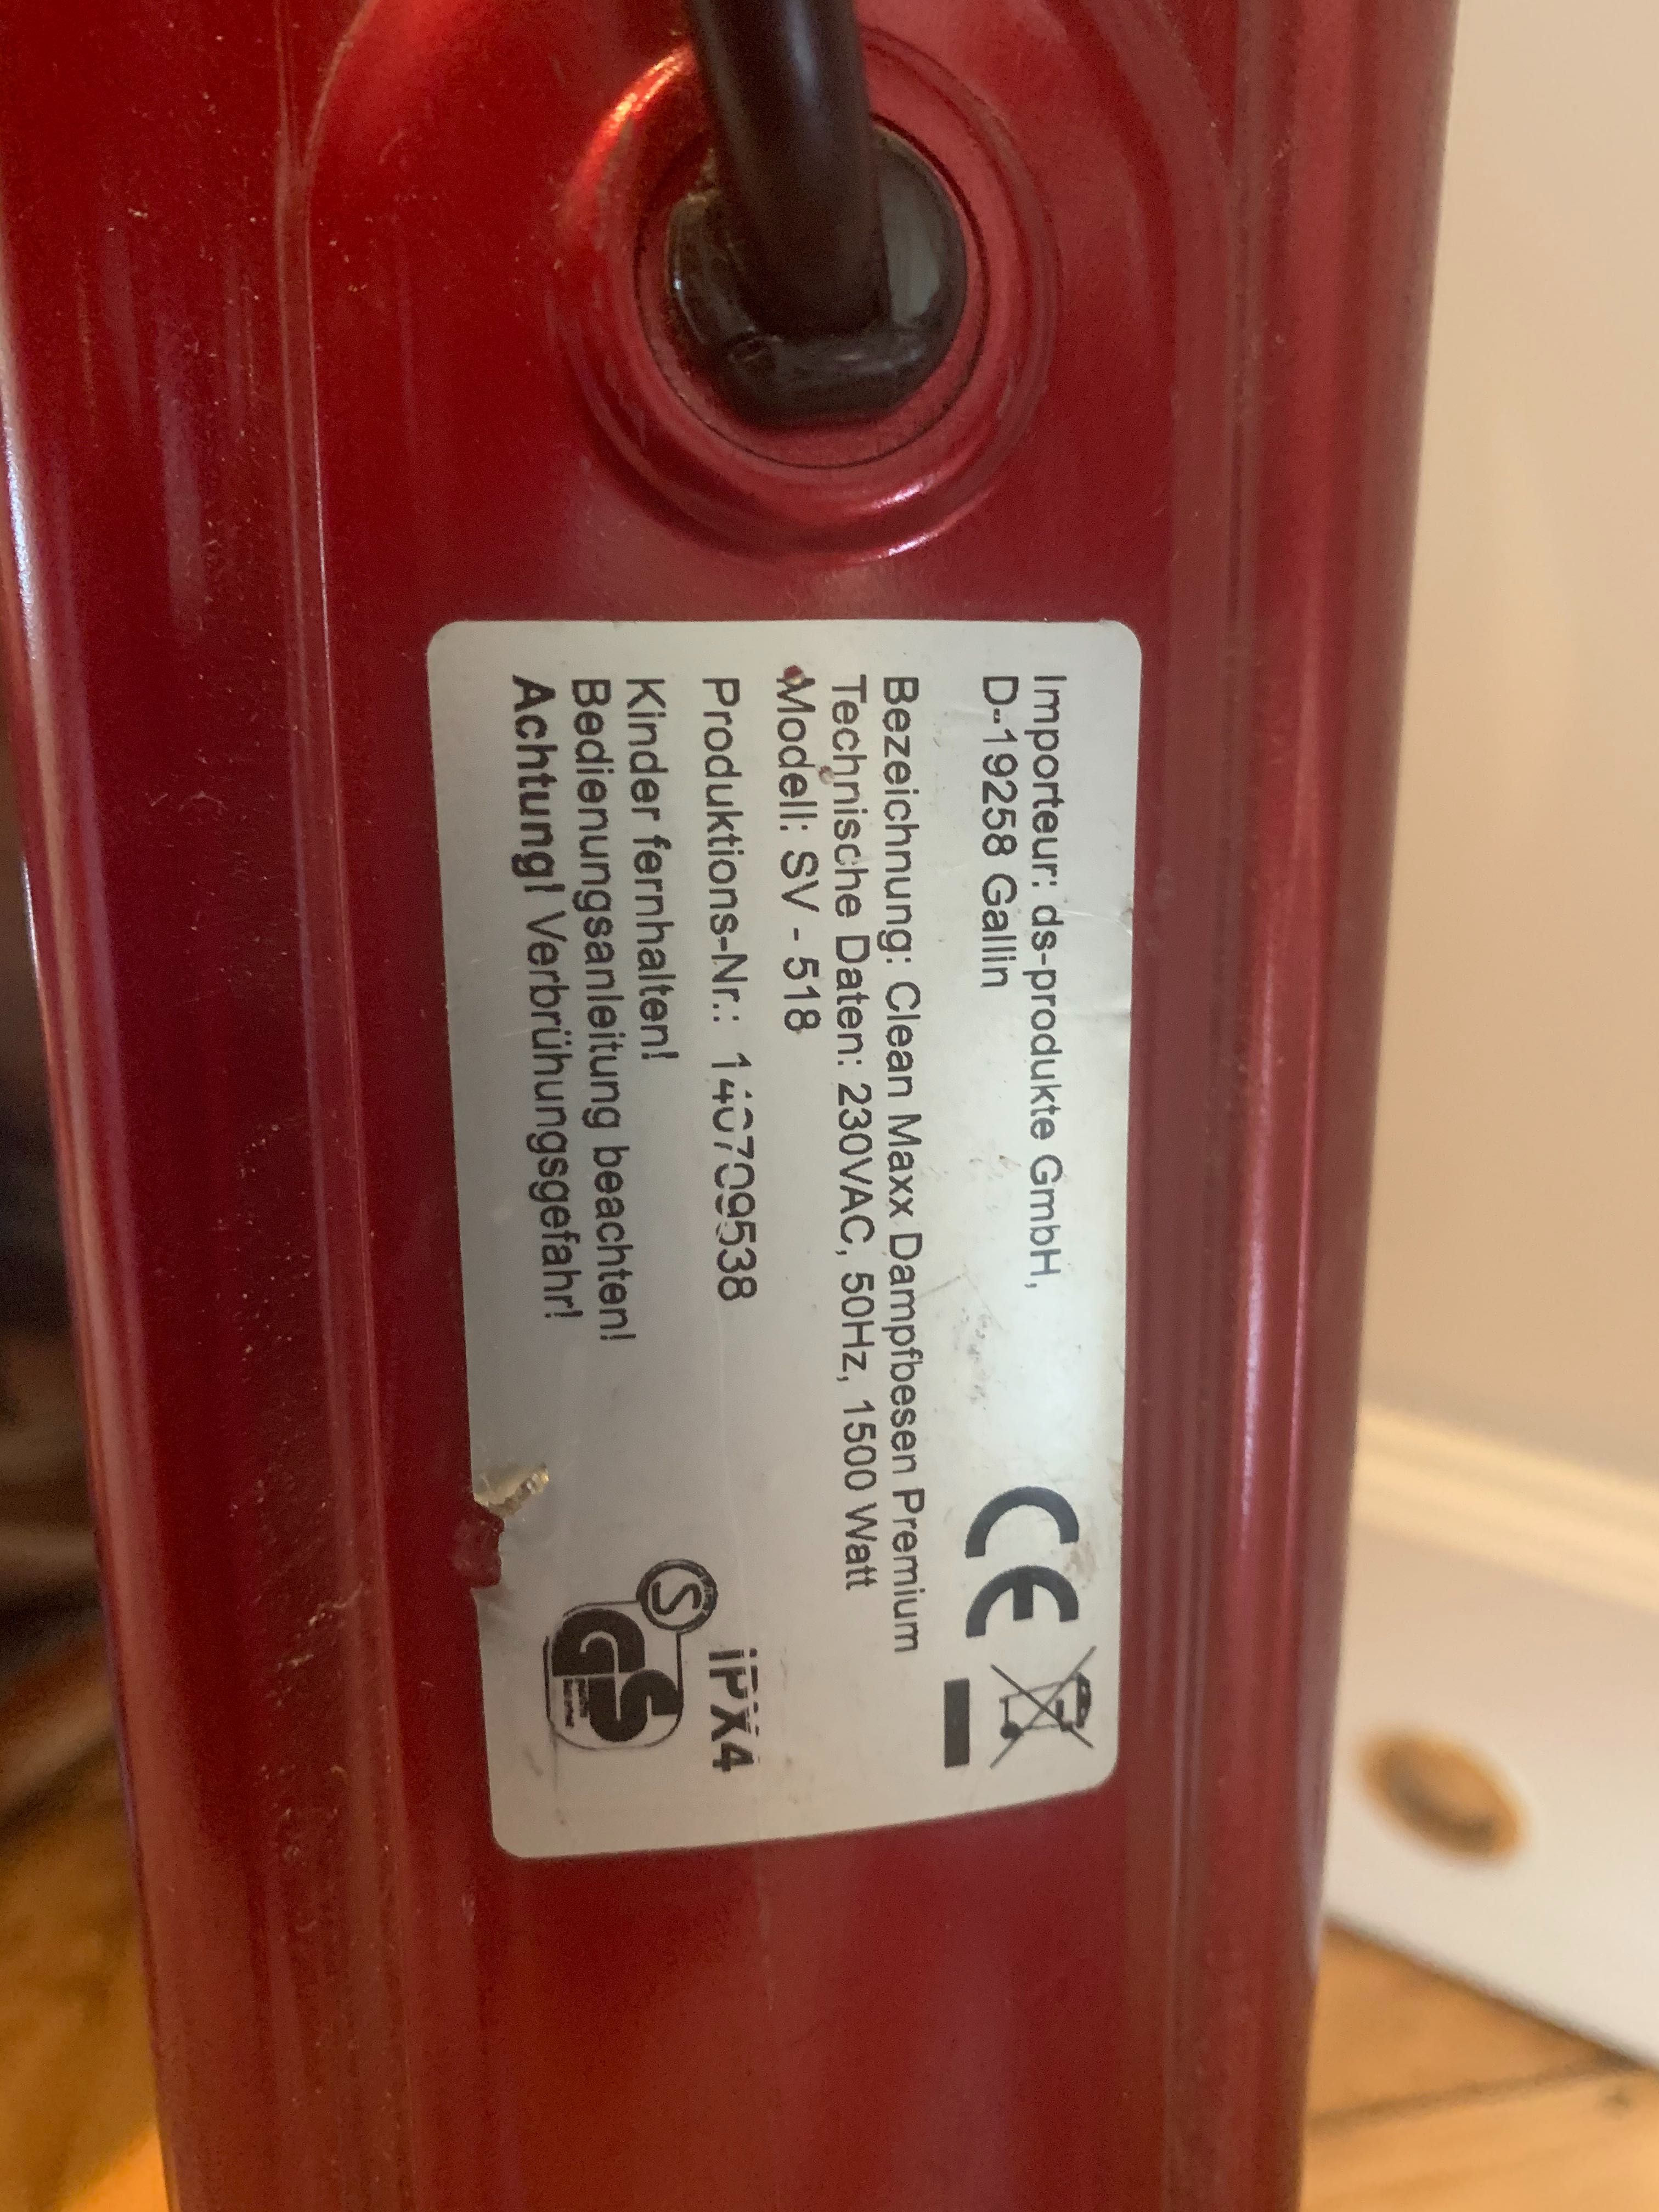 Importeur: ds-produkte GmbH,
D-19258 Gallin
CE
Bezeichnung: Clean Maxx Dampfbesen Premium
Technische Daten: 230VAC, 50Hz, 1500 Watt
Modell: SV - 518
Produktions-Nr.: 140709538
IPX4
Kinder fernhalten!
Bedienungsanleitung beachten!
Achtung! Verbrühungsgefahr!
S
GS